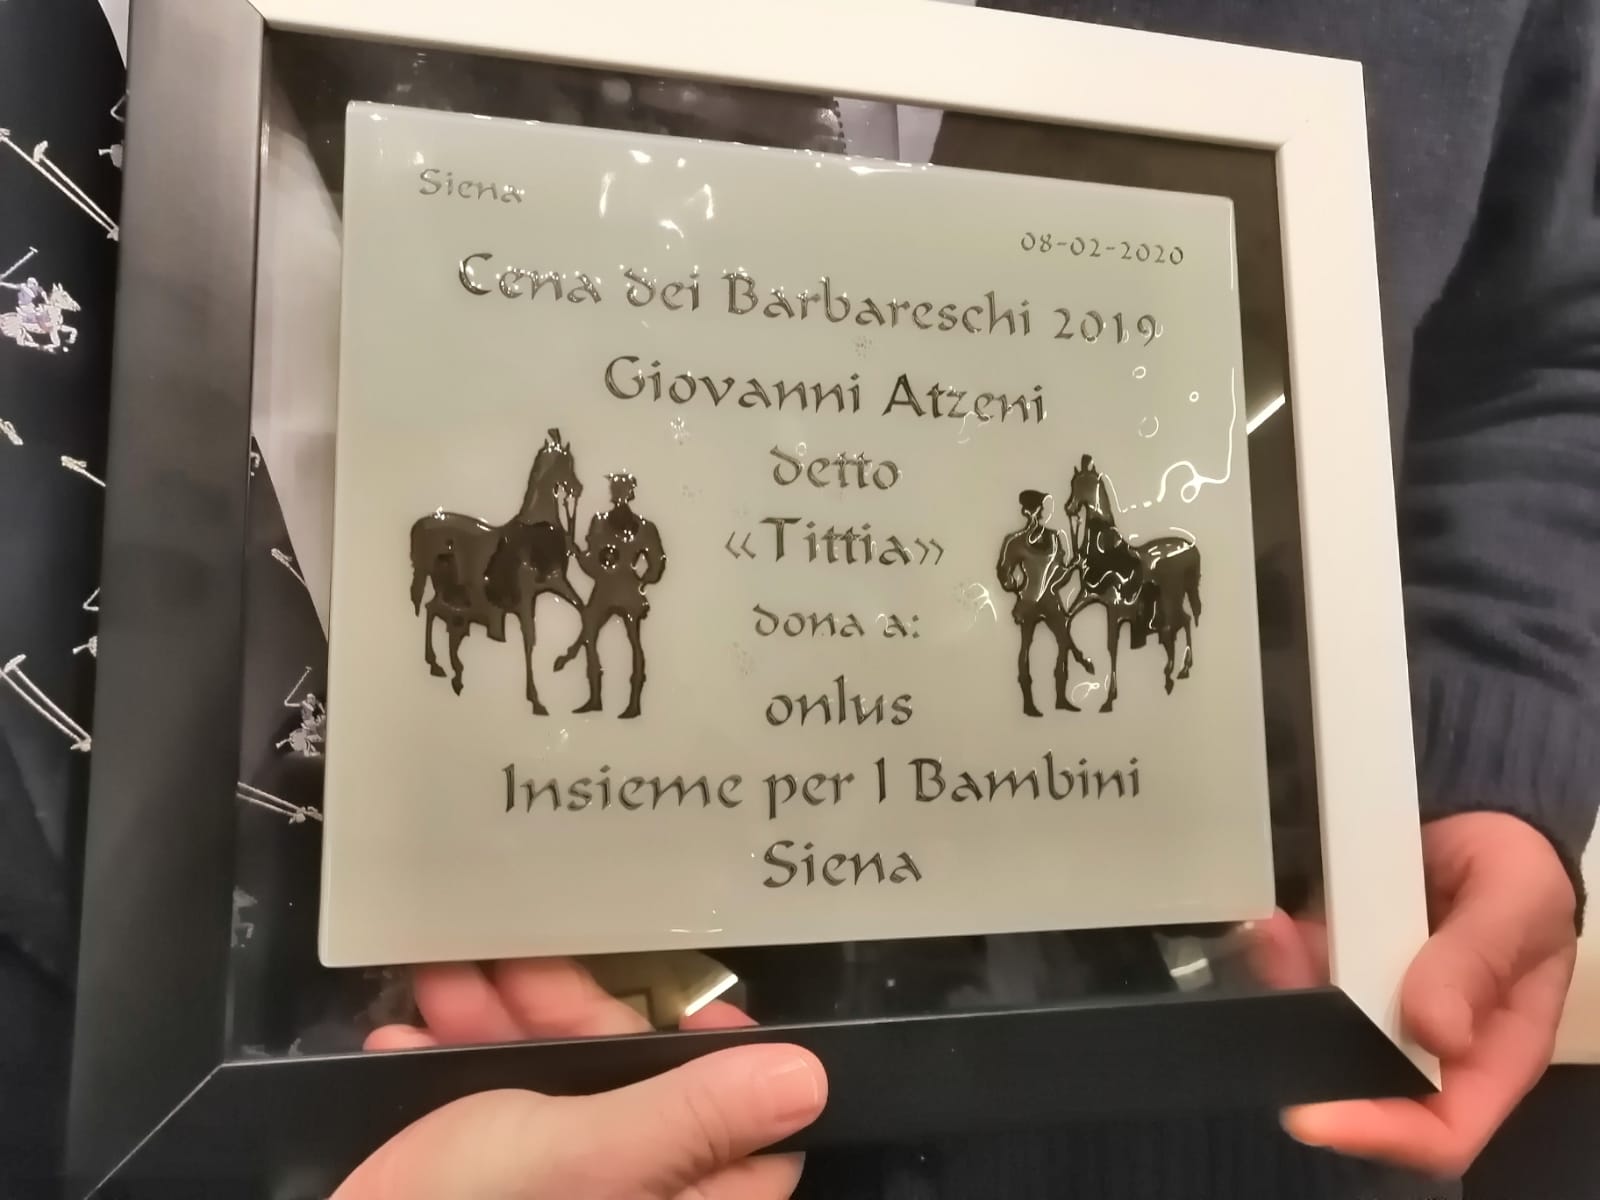 Siena
08-02-2020
Cena dei Barbareschi 2019
Giovanni Atzeni
detto
«Tittia»
dona a:
onlus
Insieme per I Bambini
Siena